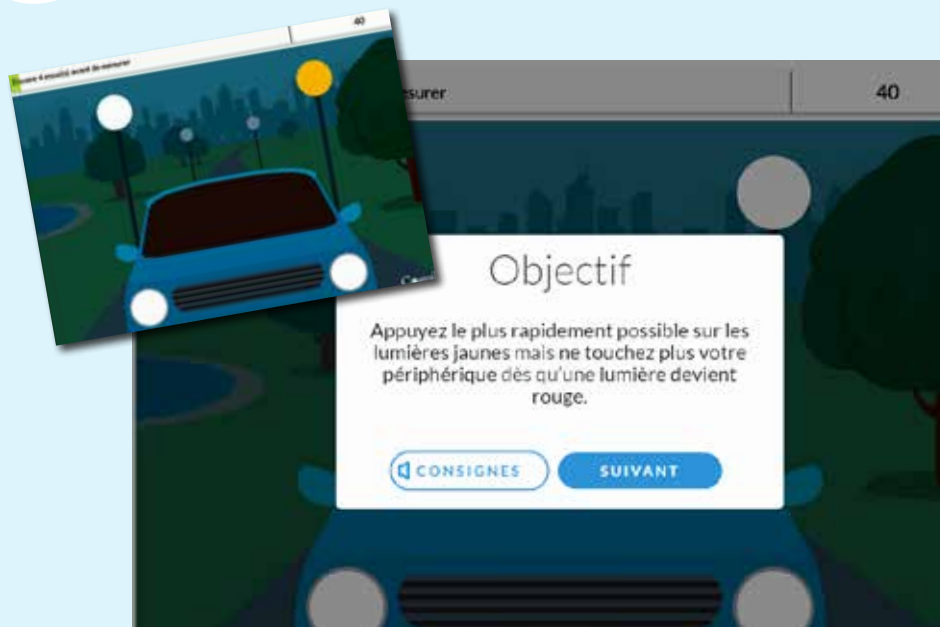 40
surer
40
Objectif
Appuyez le plus rapidement possible sur les
lumières jaunes mais ne touchez plus votre
périphérique dès qu'une lumière devient
rouge.
CONSIGNES
SUIVANT